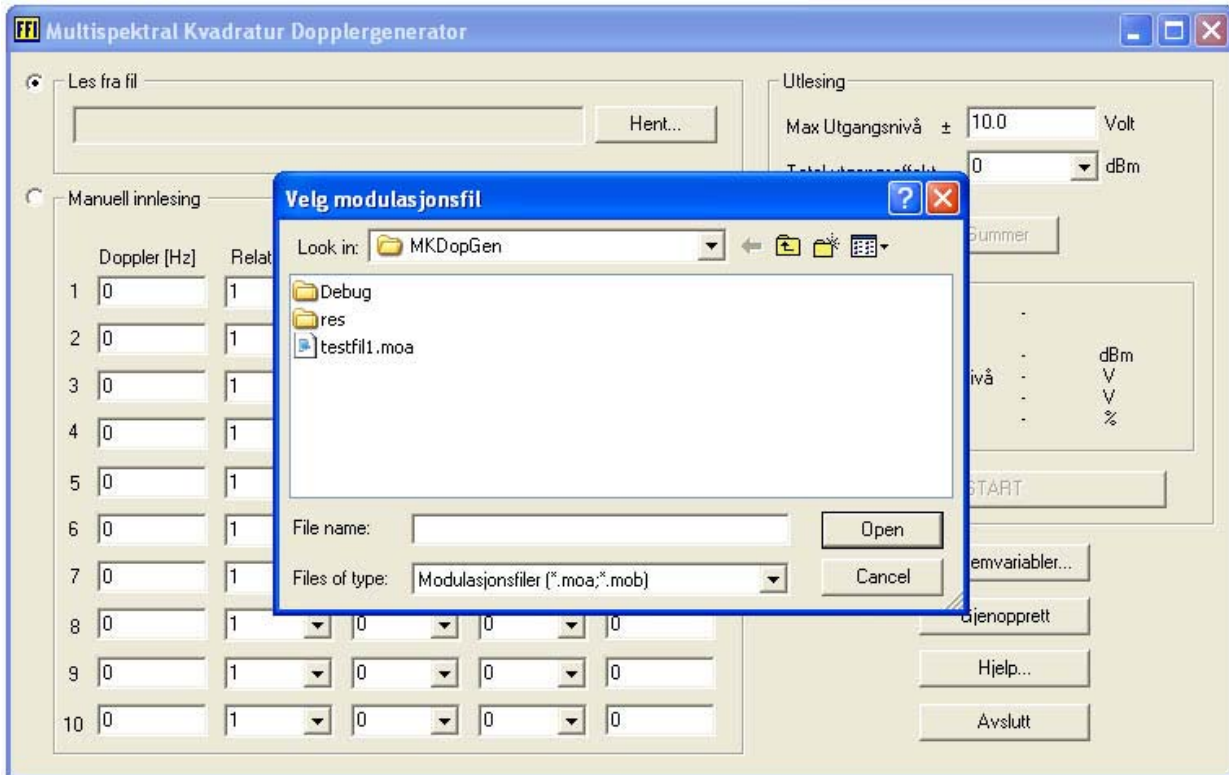 FFI Multispektral Kvadratur Dopplergenerator
Les fra fil
Hent...
Utlesing
Max Utgangsnivå ± 10.0 Volt
0 dBm
Summer
-
- dBm
- V
- V
- %
START
Gjenopprett
Hjelp...
Avslutt
Manuell innlesing
Doppler [Hz]
1 0 1
2 0 1
3 0 1
4 0 1
5 0 1
6 0 1
7 0 1
8 0 1 0 0 0
9 0 1 0 0 0
10 0 1 0 0 0
Velg modulasjonsfil
Look in: MKDopGen
Debug
res
testfil1.moa
File name:
Open
Files of type: Modulasjonsfiler (*.moa;*.mob)
Cancel